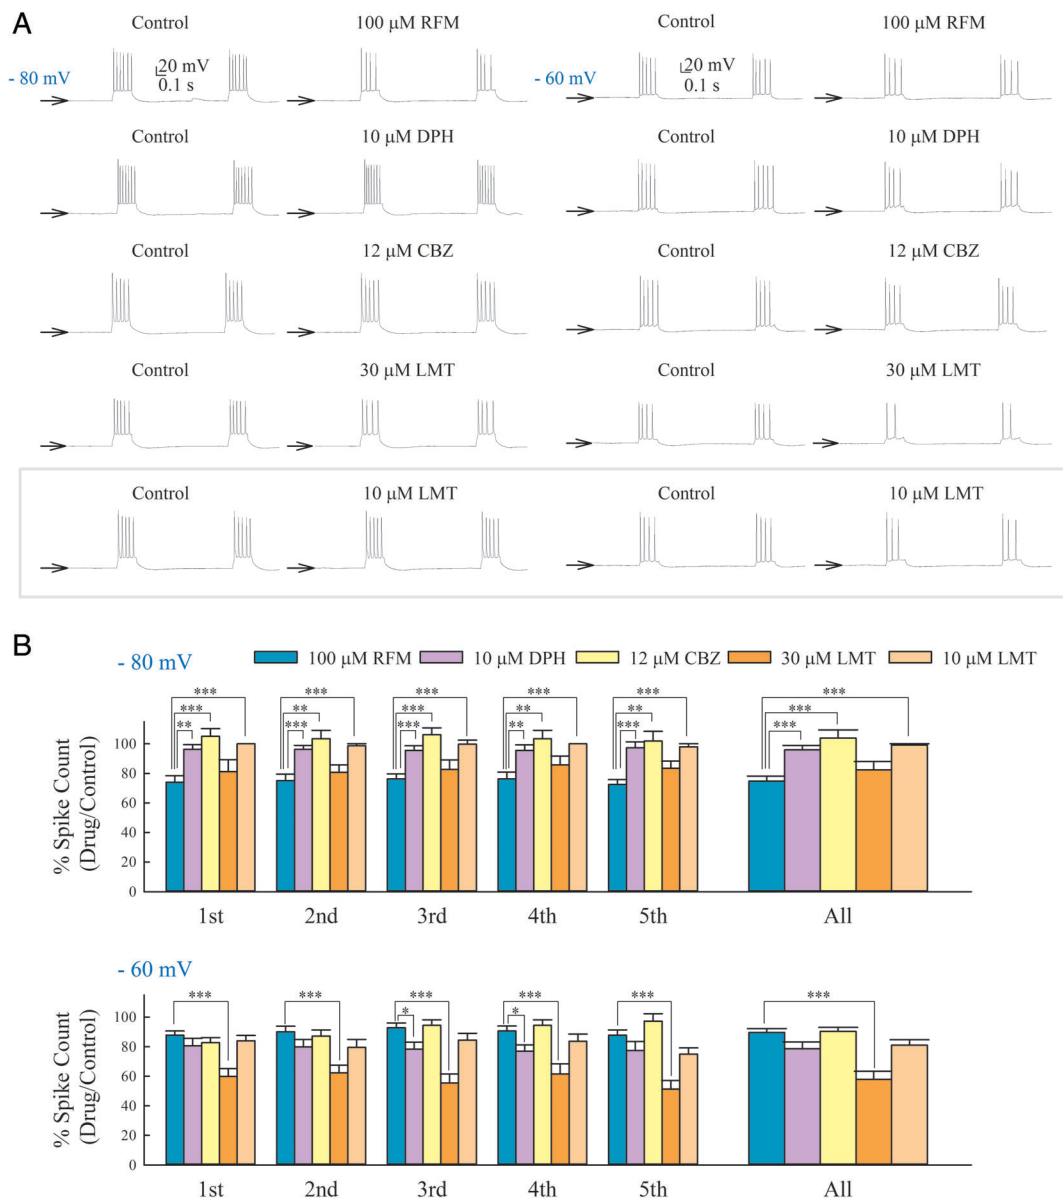 A
Control
100 μM RFM
Control
100 μM RFM
- 80 mV
20 mV
0.1 s
- 60 mV
20 mV
0.1 s
Control
10 μM DPH
Control
10 μM DPH
Control
12 μM CBZ
Control
12 μM CBZ
Control
30 μM LMT
Control
30 μM LMT
Control
10 μM LMT
Control
10 μM LMT
B
- 80 mV
100 μM RFM
10 μM DPH
12 μM CBZ
30 μM LMT
10 μM LMT
% Spike Count
(Drug/Control)
100
80
60
40
20
0
***
***
**
***
**
***
***
***
***
***
**
**
***
**
***
***
***
***
1st
2nd
3rd
4th
5th
All
- 60 mV
% Spike Count
(Drug/Control)
100
80
60
40
20
0
***
***
***
*
***
*
***
***
1st
2nd
3rd
4th
5th
All